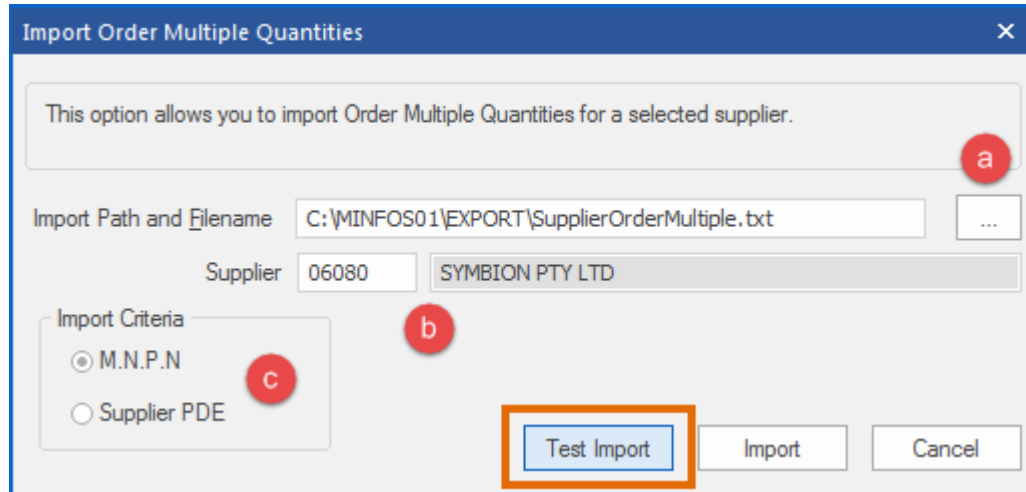 Import Order Multiple Quantities
This option allows you to import Order Multiple Quantities for a selected supplier.
a
Import Path and Filename C:\MINFOS01\EXPORT\SupplierOrderMultiple.txt ...
Supplier 06080 SYMBION PTY LTD
Import Criteria
b
M.N.P.N
c
Supplier PDE
Test Import Import Cancel